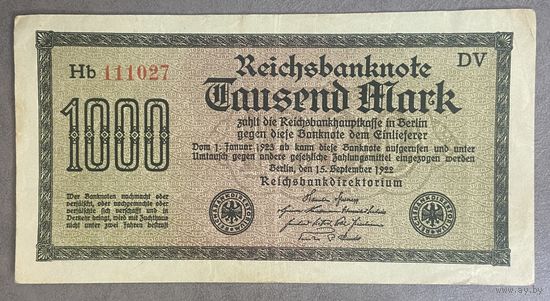 Hb 111027
DV
Reichsbanknote
Tausend Mark
1000
zahlt die Reichsbankhauptkasse in Berlin
gegen diese Banknote dem Einlieferer
Vom 1. Januar 1923 ab kann diese Banknote aufgerufen und unter
Umtausch gegen andere gesetzliche Zahlungsmittel eingezogen werden
Berlin, den 15. September 1922
Reichsbankdirektorium
Wer Banknoten nachmacht oder
verfälscht, oder nachgemachte oder
verfälschte sich verschafft und in
Verkehr bringt, wird mit Zuchthaus
nicht unter zwei Jahren bestraft
www.ay.by